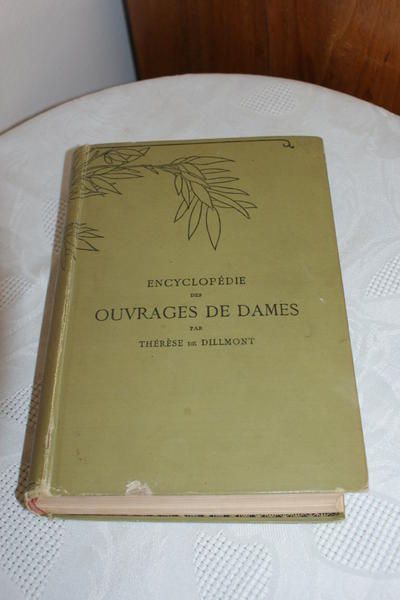 ENCYCLOPÉDIE
DES
OUVRAGES DE DAMES
PAR
THÉRÈSE DE DILLMONT